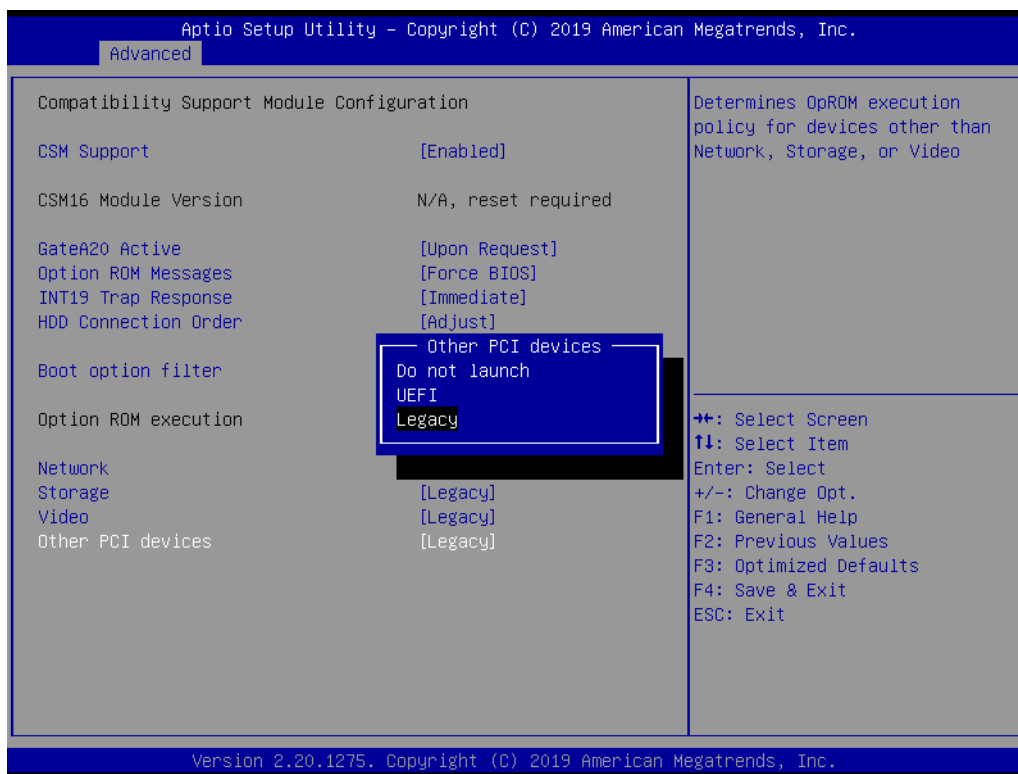 Aptio Setup Utility – Copyright (C) 2019 American Megatrends, Inc.
Advanced
Compatibility Support Module Configuration
CSM Support [Enabled]
CSM16 Module Version N/A, reset required
GateA20 Active [Upon Request]
Option ROM Messages [Force BIOS]
INT19 Trap Response [Immediate]
HDD Connection Order [Adjust]
Boot option filter
Option ROM execution
Network
Storage [Legacy]
Video [Legacy]
Other PCI devices [Legacy]
Other PCI devices
Do not launch
UEFI
Legacy
Determines OpROM execution
policy for devices other than
Network, Storage, or Video
→←: Select Screen
↑↓: Select Item
Enter: Select
+/-: Change Opt.
F1: General Help
F2: Previous Values
F3: Optimized Defaults
F4: Save & Exit
ESC: Exit
Version 2.20.1275. Copyright (C) 2019 American Megatrends, Inc.